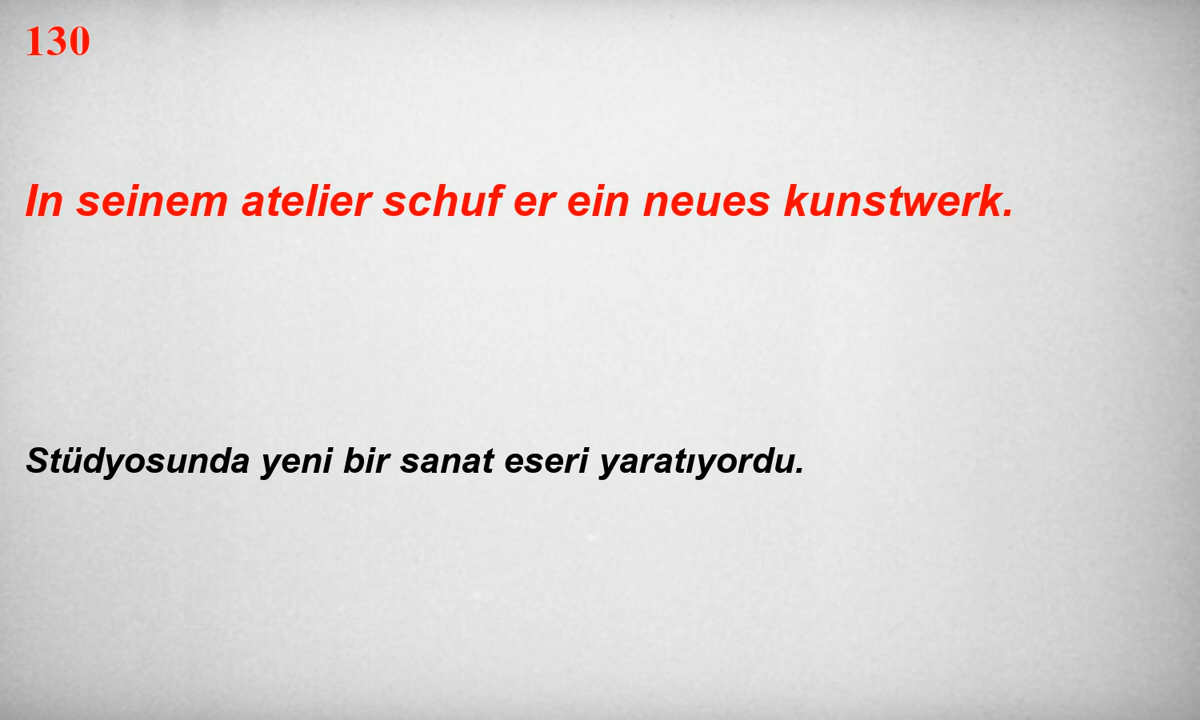 130
In seinem atelier schuf er ein neues kunstwerk.
Stüdyosunda yeni bir sanat eseri yaratıyordu.